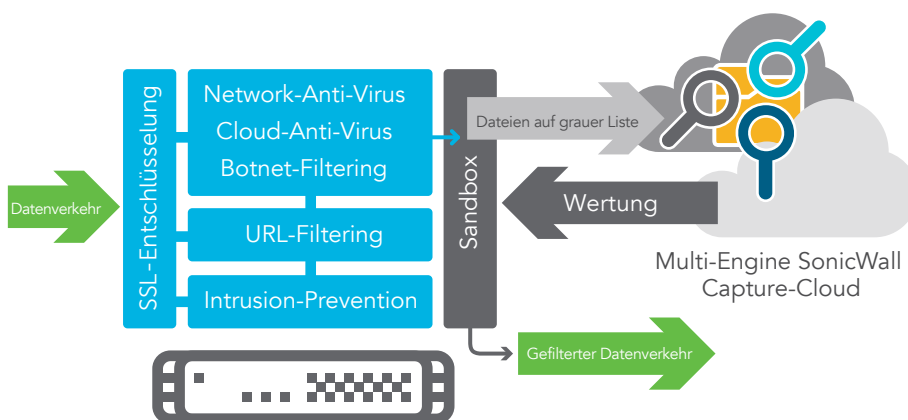 Datenverkehr
SSL-Entschlüsselung
Network-Anti-Virus
Cloud-Anti-Virus
Botnet-Filtering
URL-Filtering
Intrusion-Prevention
Sandbox
Dateien auf grauer Liste
Wertung
Multi-Engine SonicWall
Capture-Cloud
Gefilterter Datenverkehr